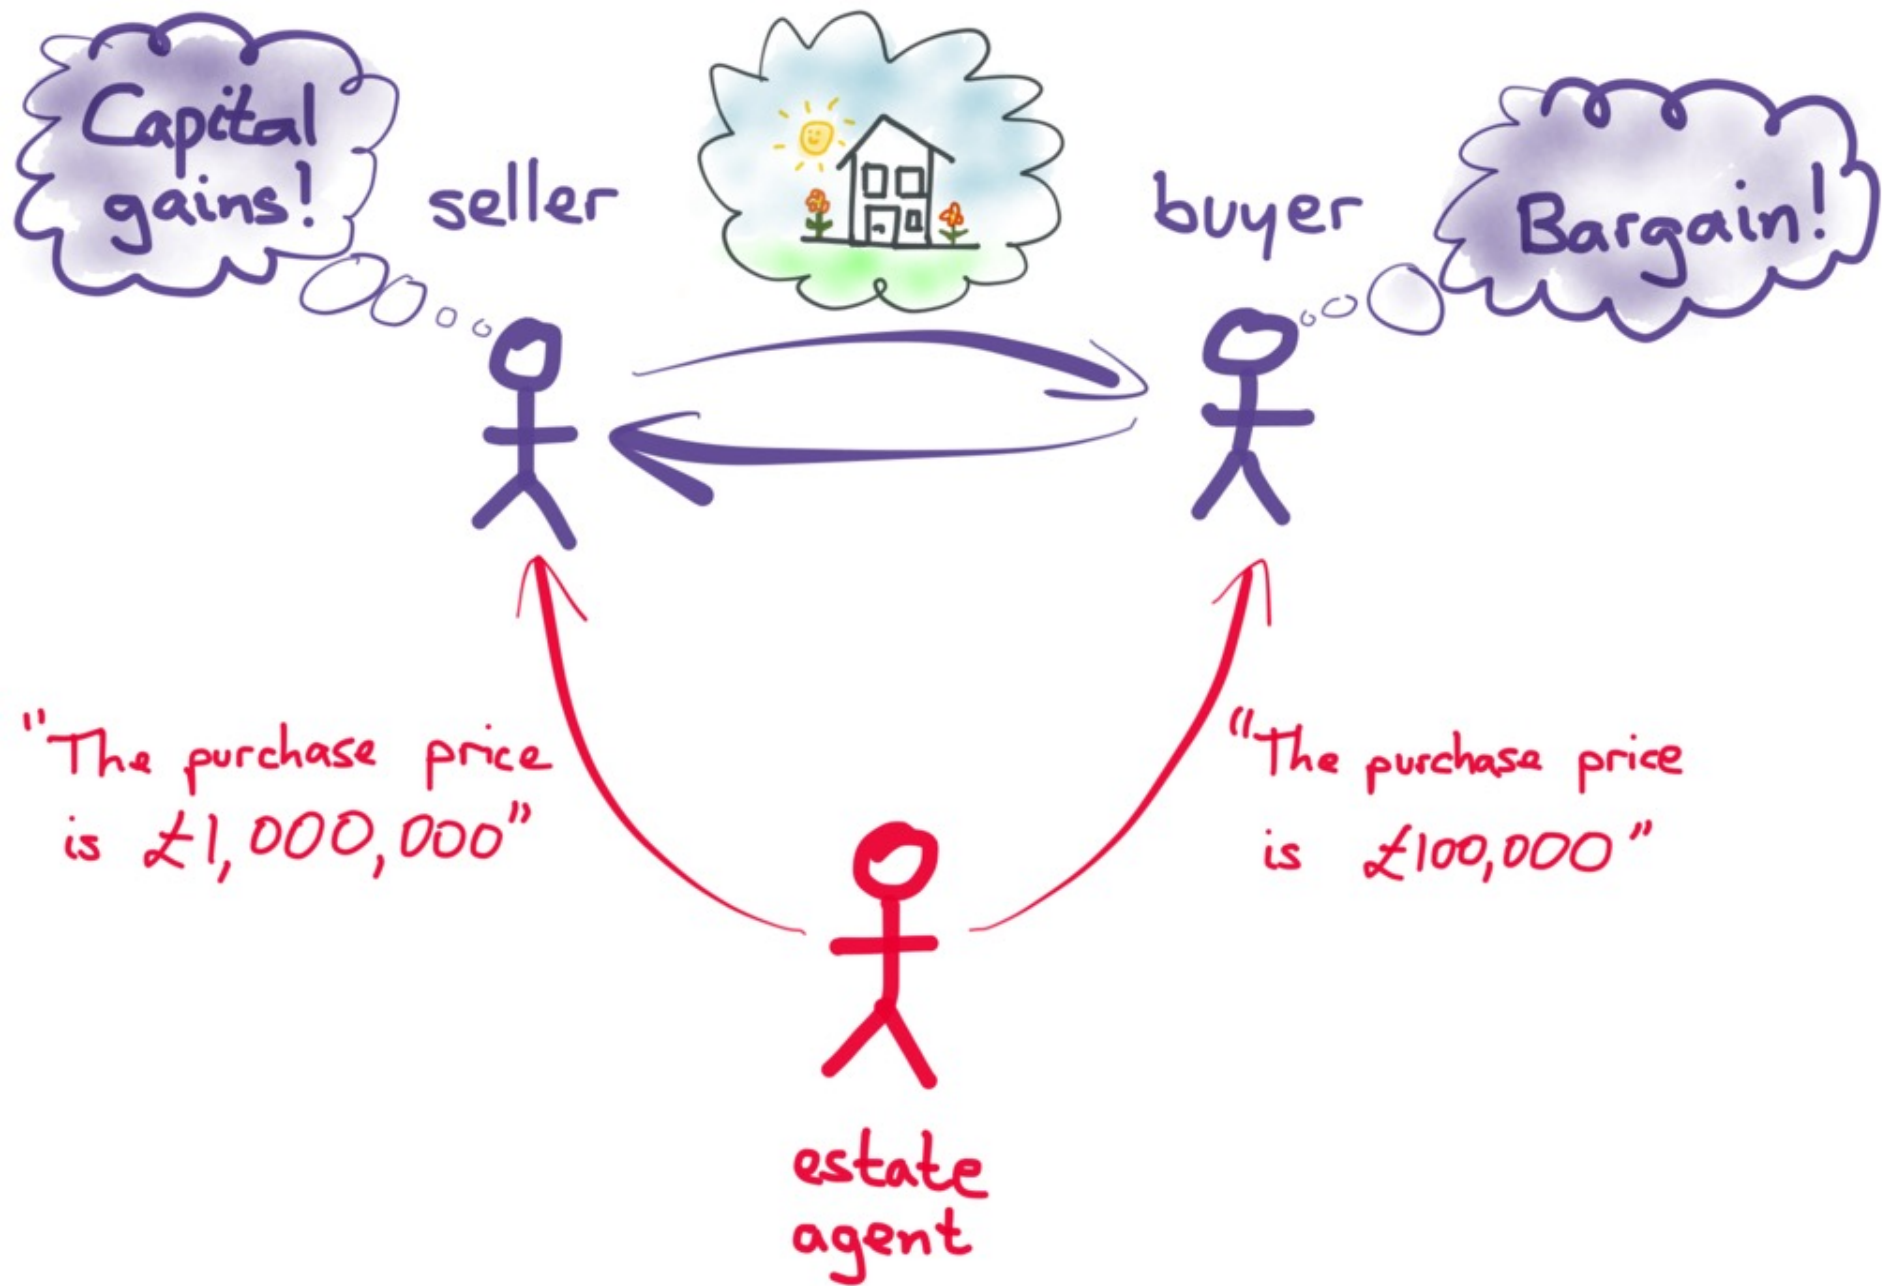 Capital
gains!
seller
buyer
Bargain!
"The purchase price
is £1,000,000"
"The purchase price
is £100,000"
estate
agent